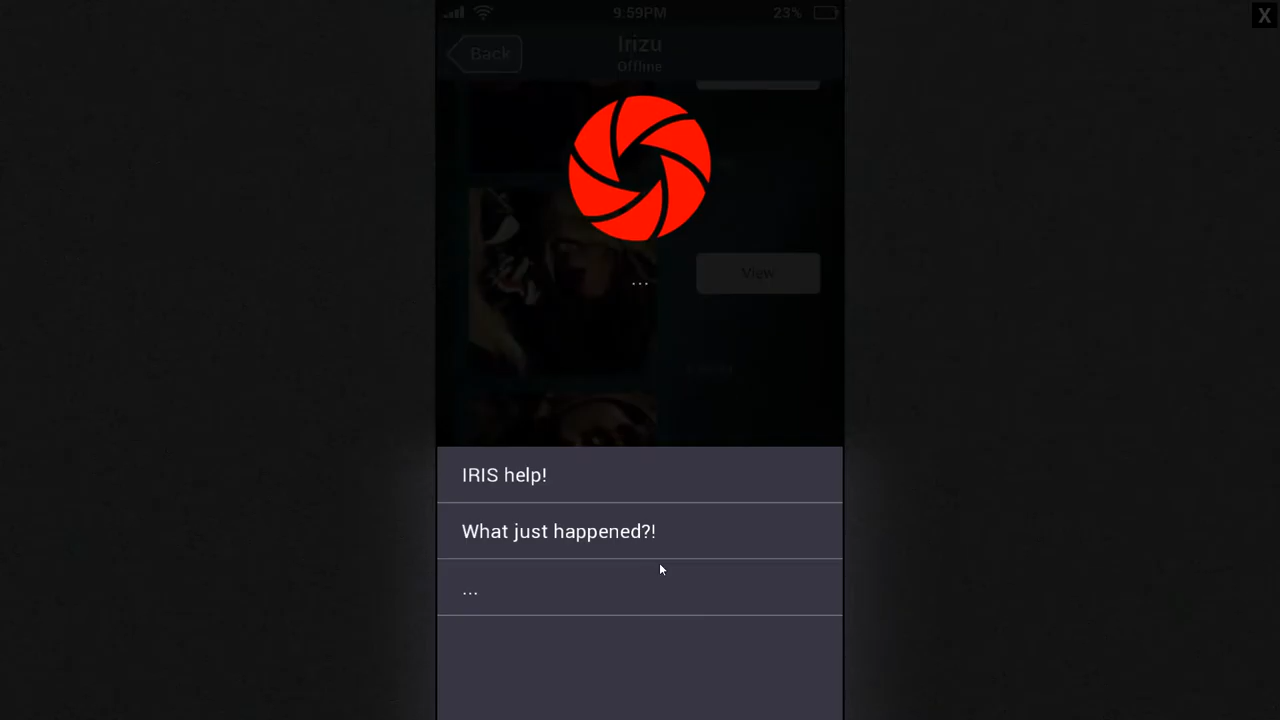 9:59PM
23%
X
Back
Irizu
Offline
...
View
IRIS help!
What just happened?!
...